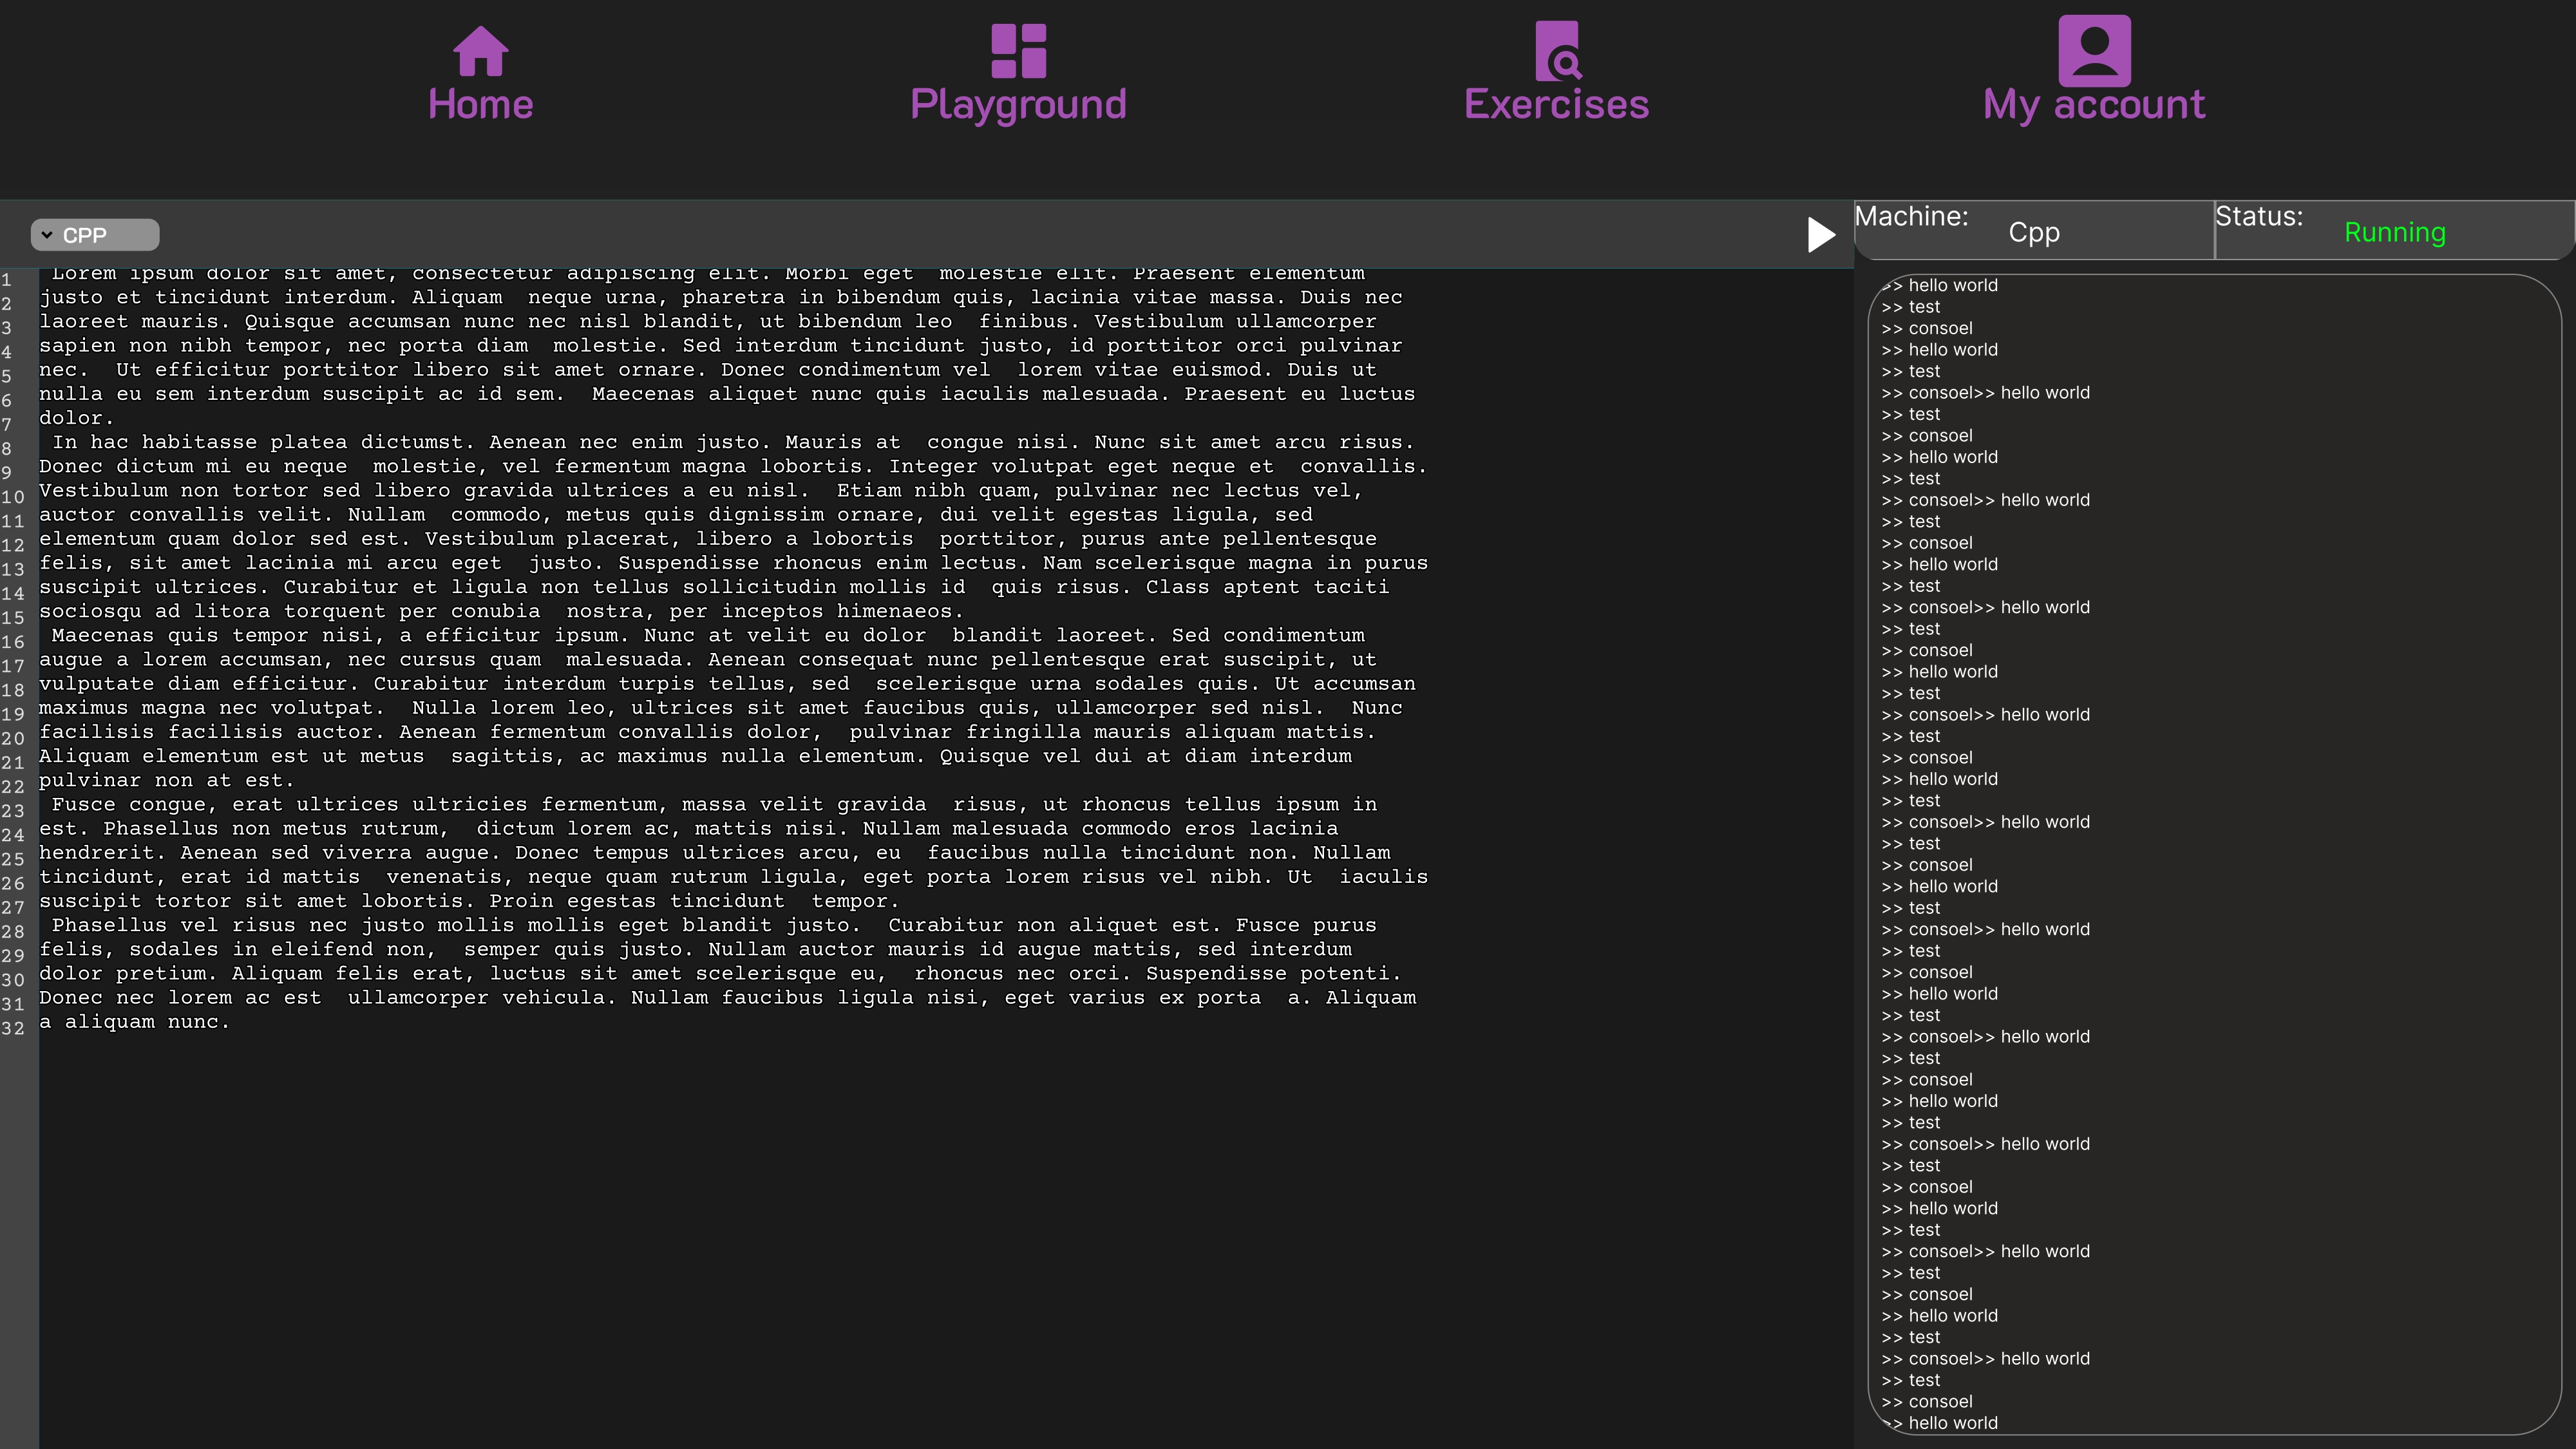 Home
Playground
Exercises
My account
CPP
Machine:
Cpp
Status:
Running
1 Lorem ipsum dolor sit amet, consectetur adipiscing elit. Morbi eget  molestie elit. Praesent elementum
2 justo et tincidunt interdum. Aliquam  neque urna, pharetra in bibendum quis, lacinia vitae massa. Duis nec
3 laoreet mauris. Quisque accumsan nunc nec nisl blandit, ut bibendum leo  finibus. Vestibulum ullamcorper
4 sapien non nibh tempor, nec porta diam  molestie. Sed interdum tincidunt justo, id porttitor orci pulvinar
5 nec.  Ut efficitur porttitor libero sit amet ornare. Donec condimentum vel  lorem vitae euismod. Duis ut
6 nulla eu sem interdum suscipit ac id sem.  Maecenas aliquet nunc quis iaculis malesuada. Praesent eu luctus
7 dolor.
8 In hac habitasse platea dictumst. Aenean nec enim justo. Mauris at  congue nisi. Nunc sit amet arcu risus.
9 Donec dictum mi eu neque  molestie, vel fermentum magna lobortis. Integer volutpat eget neque et  convallis.
10 Vestibulum non tortor sed libero gravida ultrices a eu nisl.  Etiam nibh quam, pulvinar nec lectus vel,
11 auctor convallis velit. Nullam  commodo, metus quis dignissim ornare, dui velit egestas ligula, sed
12 elementum quam dolor sed est. Vestibulum placerat, libero a lobortis  porttitor, purus ante pellentesque
13 felis, sit amet lacinia mi arcu eget  justo. Suspendisse rhoncus enim lectus. Nam scelerisque magna in purus
14 suscipit ultrices. Curabitur et ligula non tellus sollicitudin mollis id  quis risus. Class aptent taciti
15 sociosqu ad litora torquent per conubia  nostra, per inceptos himenaeos.
16 Maecenas quis tempor nisi, a efficitur ipsum. Nunc at velit eu dolor  blandit laoreet. Sed condimentum
17 augue a lorem accumsan, nec cursus quam  malesuada. Aenean consequat nunc pellentesque erat suscipit, ut
18 vulputate diam efficitur. Curabitur interdum turpis tellus, sed  scelerisque urna sodales quis. Ut accumsan
19 maximus magna nec volutpat.  Nulla lorem leo, ultrices sit amet faucibus quis, ullamcorper sed nisl.  Nunc
20 facilisis facilisis auctor. Aenean fermentum convallis dolor,  pulvinar fringilla mauris aliquam mattis.
21 Aliquam elementum est ut metus  sagittis, ac maximus nulla elementum. Quisque vel dui at diam interdum
22 pulvinar non at est.
23 Fusce congue, erat ultrices ultricies fermentum, massa velit gravida  risus, ut rhoncus tellus ipsum in
24 est. Phasellus non metus rutrum,  dictum lorem ac, mattis nisi. Nullam malesuada commodo eros lacinia
25 hendrerit. Aenean sed viverra augue. Donec tempus ultrices arcu, eu  faucibus nulla tincidunt non. Nullam
26 tincidunt, erat id mattis  venenatis, neque quam rutrum ligula, eget porta lorem risus vel nibh. Ut  iaculis
27 suscipit tortor sit amet lobortis. Proin egestas tincidunt  tempor.
28 Phasellus vel risus nec justo mollis mollis eget blandit justo.  Curabitur non aliquet est. Fusce purus
29 felis, sodales in eleifend non,  semper quis justo. Nullam auctor mauris id augue mattis, sed interdum
30 dolor pretium. Aliquam felis erat, luctus sit amet scelerisque eu,  rhoncus nec orci. Suspendisse potenti.
31 Donec nec lorem ac est  ullamcorper vehicula. Nullam faucibus ligula nisi, eget varius ex porta  a. Aliquam
32 a aliquam nunc.
>> hello world
>> test
>> consoel
>> hello world
>> test
>> consoel>> hello world
>> test
>> consoel
>> hello world
>> test
>> consoel>> hello world
>> test
>> consoel
>> hello world
>> test
>> consoel>> hello world
>> test
>> consoel
>> hello world
>> test
>> consoel>> hello world
>> test
>> consoel
>> hello world
>> test
>> consoel>> hello world
>> test
>> consoel
>> hello world
>> test
>> consoel>> hello world
>> test
>> consoel
>> hello world
>> test
>> consoel>> hello world
>> test
>> consoel
>> hello world
>> test
>> consoel>> hello world
>> test
>> consoel
>> hello world
>> test
>> consoel>> hello world
>> test
>> consoel
>> hello world
>> test
>> consoel>> hello world
>> test
>> consoel
>> hello world